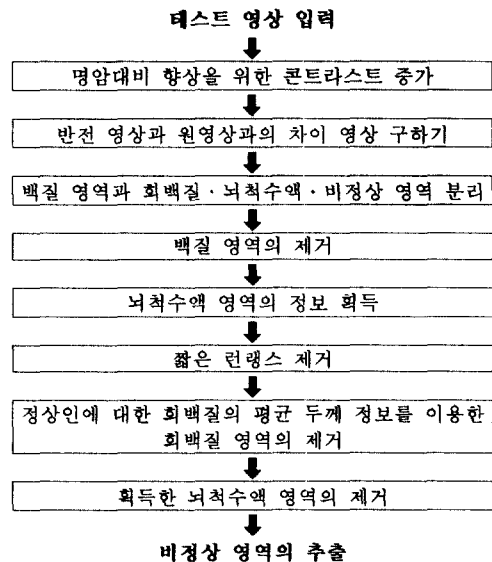 테스트 영상 입력
명암대비 향상을 위한 콘트라스트 증가
반전 영상과 원영상과의 차이 영상 구하기
백질 영역과 회백질·뇌척수액·비정상 영역 분리
백질 영역의 제거
뇌척수액 영역의 정보 획득
짧은 런랭스 제거
정상인에 대한 회백질의 평균 두께 정보를 이용한
회백질 영역의 제거
획득한 뇌척수액 영역의 제거
비정상 영역의 추출